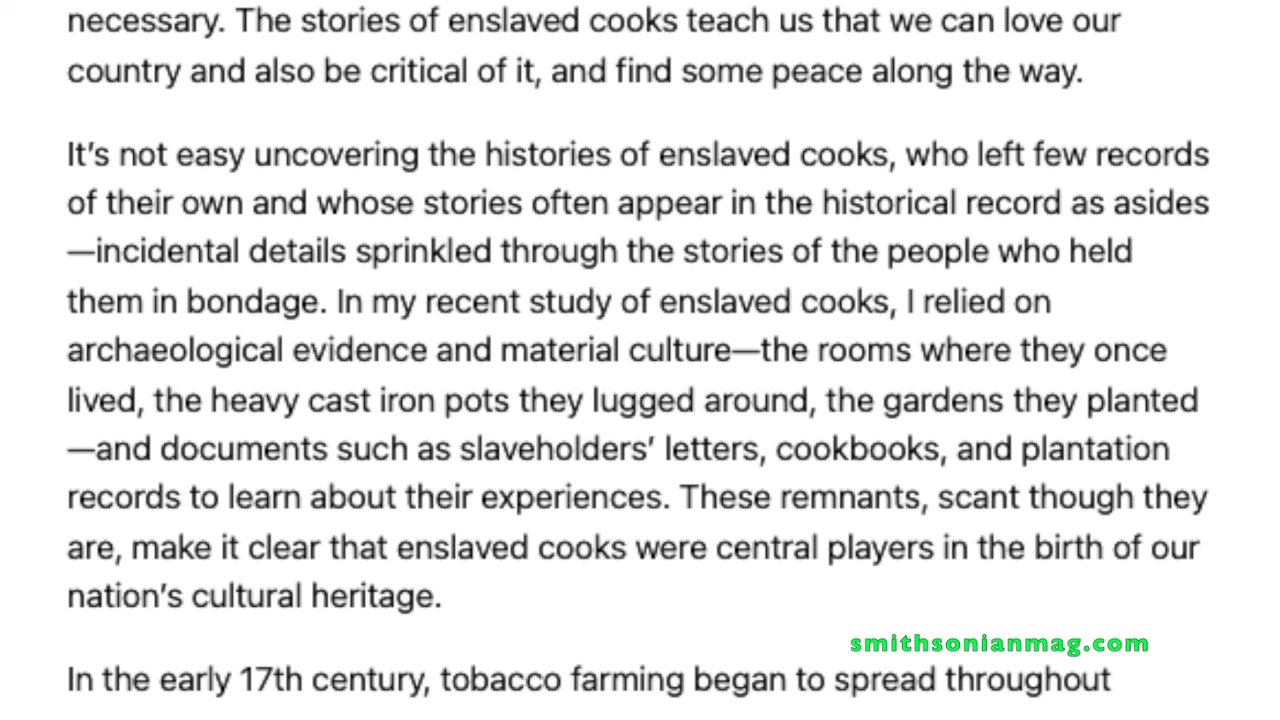 necessary. The stories of enslaved cooks teach us that we can love our
country and also be critical of it, and find some peace along the way.
It’s not easy uncovering the histories of enslaved cooks, who left few records
of their own and whose stories often appear in the historical record as asides
—incidental details sprinkled through the stories of the people who held
them in bondage. In my recent study of enslaved cooks, I relied on
archaeological evidence and material culture—the rooms where they once
lived, the heavy cast iron pots they lugged around, the gardens they planted
—and documents such as slaveholders’ letters, cookbooks, and plantation
records to learn about their experiences. These remnants, scant though they
are, make it clear that enslaved cooks were central players in the birth of our
nation’s cultural heritage.
smithsonianmag.com
In the early 17th century, tobacco farming began to spread throughout